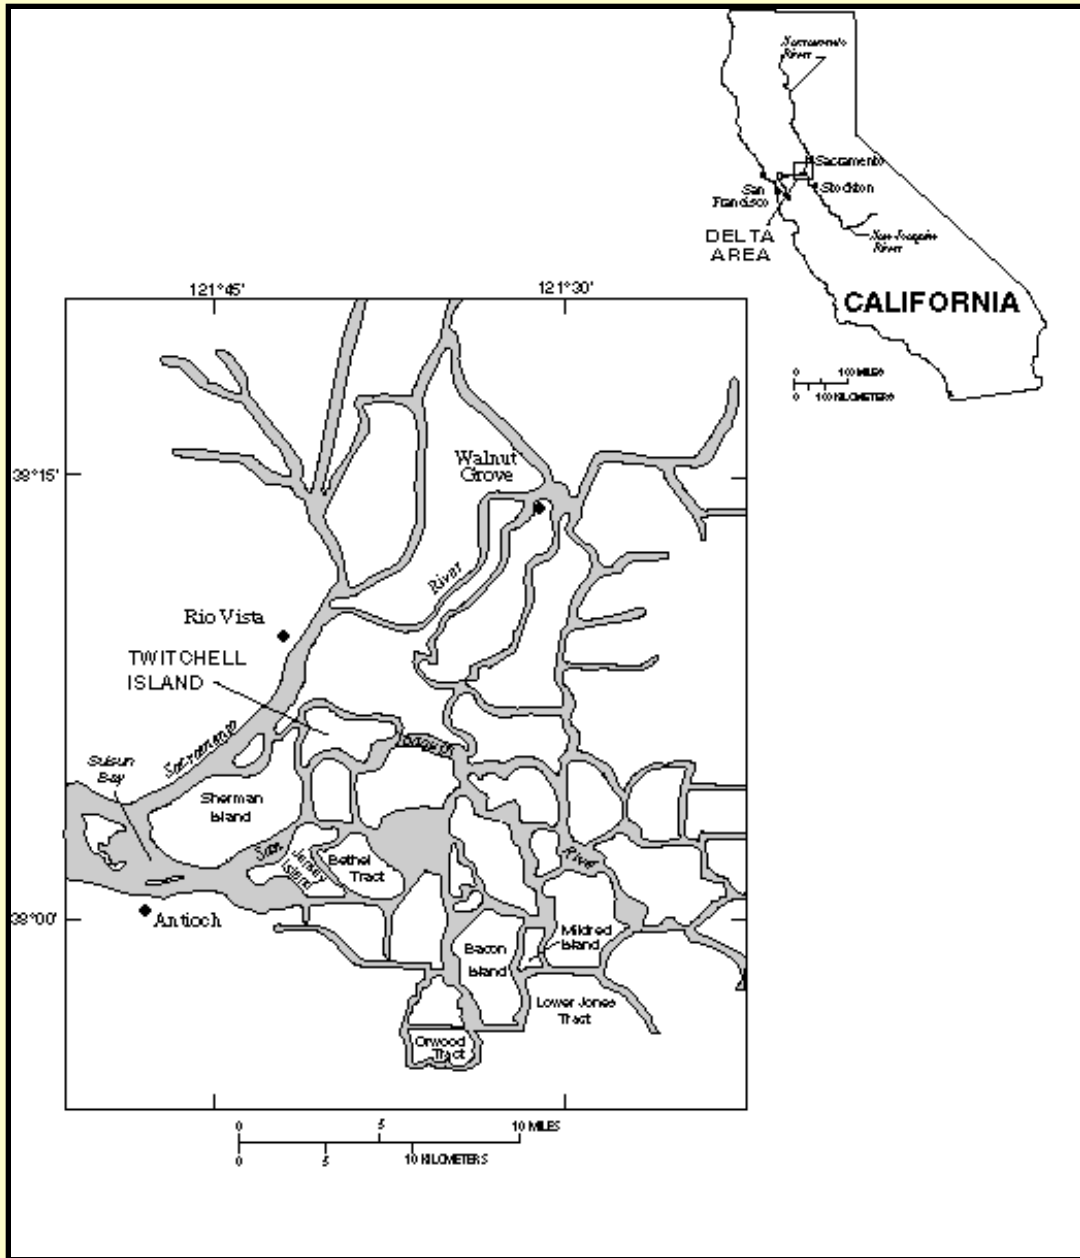 Sacramento
River
Sacramento
Stockton
San
Francisco
San Joaquin
River
DELTA
AREA
CALIFORNIA
0 100 MILES
0 100 KILOMETERS
121°45'
121°30'
38°15'
38°00'
Walnut
Grove
River
Rio Vista
TWITCHELL
ISLAND
Sacramento
Suisun
Bay
Sherman
Island
San
Jersey
Island
Bethel
Tract
River
Antioch
Mildred
Island
Bacon
Island
Lower Jones
Tract
Orwood
Tract
0 5 10 MILES
0 5 10 KILOMETERS